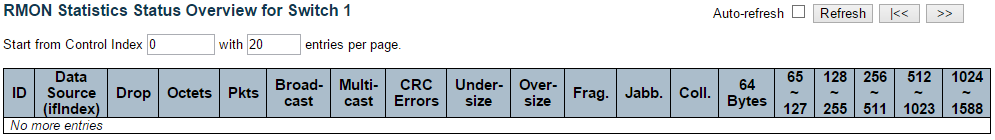 RMON Statistics Status Overview for Switch 1
Auto-refresh Refresh |<< >>
Start from Control Index 0 with 20 entries per page.
ID Data Source (ifIndex) Drop Octets Pkts Broad-cast Multi-cast CRC Errors Under-size Over-size Frag. Jabb. Coll. 64 Bytes 65 ~ 127 128 ~ 255 256 ~ 511 512 ~ 1023 1024 ~ 1588
No more entries